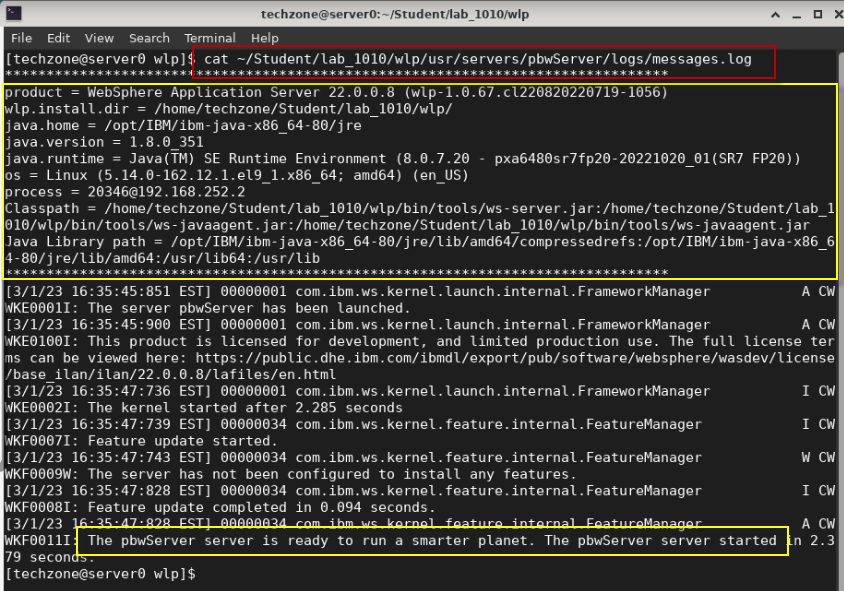 techzone@server0:~/Student/lab_1010/wlp
File Edit View Search Terminal Help
[techzone@server0 wlp]$ cat ~/Student/lab_1010/wlp/usr/servers/pbwServer/logs/messages.log
********************************************************************************
product = WebSphere Application Server 22.0.0.8 (wlp-1.0.67.cl220820220719-1056)
wlp.install.dir = /home/techzone/Student/lab_1010/wlp/
java.home = /opt/IBM/ibm-java-x86_64-80/jre
java.version = 1.8.0_351
java.runtime = Java(TM) SE Runtime Environment (8.0.7.20 - pxa6480sr7fp20-20221020_01(SR7 FP20))
os = Linux (5.14.0-162.12.1.el9_1.x86_64; amd64) (en_US)
process = 20346@192.168.252.2
Classpath = /home/techzone/Student/lab_1010/wlp/bin/tools/ws-server.jar:/home/techzone/Student/lab_1
010/wlp/bin/tools/ws-javaagent.jar:/home/techzone/Student/lab_1010/wlp/bin/tools/ws-javaagent.jar
Java Library path = /opt/IBM/ibm-java-x86_64-80/jre/lib/amd64/compressedrefs:/opt/IBM/ibm-java-x86_6
4-80/jre/lib/amd64:/usr/lib64:/usr/lib
********************************************************************************
[3/1/23 16:35:45:851 EST] 00000001 com.ibm.ws.kernel.launch.internal.FrameworkManager A CW
WKE0001I: The server pbwServer has been launched.
[3/1/23 16:35:45:900 EST] 00000001 com.ibm.ws.kernel.launch.internal.FrameworkManager A CW
WKE0100I: This product is licensed for development, and limited production use. The full license ter
ms can be viewed here: https://public.dhe.ibm.com/ibmdl/export/pub/software/websphere/wasdev/license
/base_ilan/ilan/22.0.0.8/lafiles/en.html
[3/1/23 16:35:47:736 EST] 00000001 com.ibm.ws.kernel.launch.internal.FrameworkManager I CW
WKE0002I: The kernel started after 2.285 seconds
[3/1/23 16:35:47:739 EST] 00000034 com.ibm.ws.kernel.feature.internal.FeatureManager I CW
WKF0007I: Feature update started.
[3/1/23 16:35:47:743 EST] 00000034 com.ibm.ws.kernel.feature.internal.FeatureManager W CW
WKF0009W: The server has not been configured to install any features.
[3/1/23 16:35:47:828 EST] 00000034 com.ibm.ws.kernel.feature.internal.FeatureManager I CW
WKF0008I: Feature update completed in 0.094 seconds.
[3/1/23 16:35:47:828 EST] 00000034 com.ibm.ws.kernel.feature.internal.FeatureManager A CW
WKF0011I: The pbwServer server is ready to run a smarter planet. The pbwServer server started in 2.3
79 seconds.
[techzone@server0 wlp]$